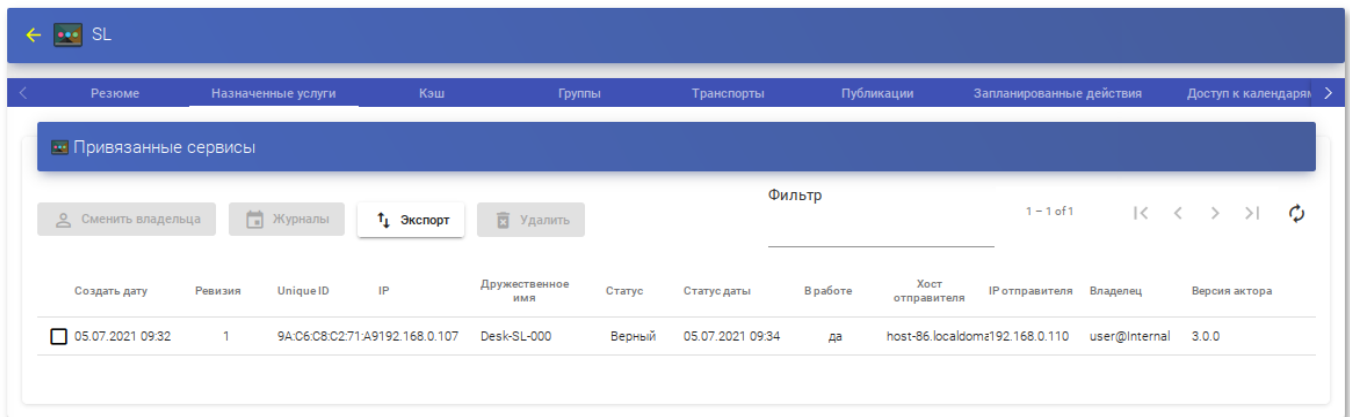 SL
Резюме Назначенные услуги Кэш Группы Транспорты Публикации Запланированные действия Доступ к календарям
Привязанные сервисы
Сменить владельца Журналы Экспорт Удалить Фильтр 1 – 1 of 1
Создать дату Ревизия Unique ID IP Дружественное имя Статус Статус даты В работе Хост отправителя IP отправителя Владелец Версия актора
05.07.2021 09:32 1 9A:C6:C8:C2:71:A9 192.168.0.107 Desk-SL-000 Верный 05.07.2021 09:34 да host-86.localdoma 192.168.0.110 user@Internal 3.0.0